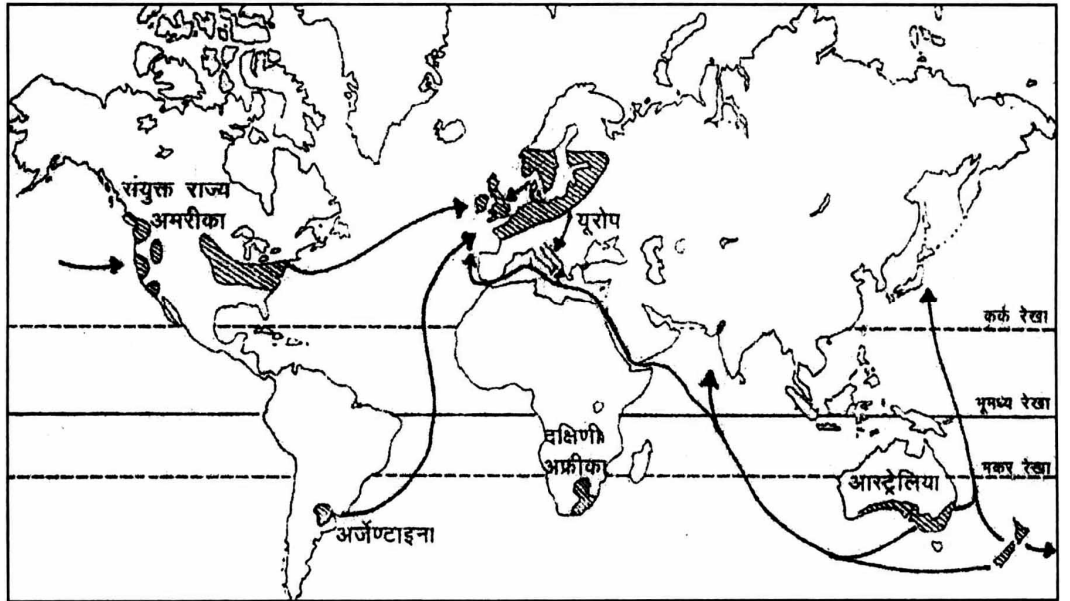 संयुक्त राज्य
अमरीका
यूरोप
कर्क रेखा
भूमध्य रेखा
दक्षिणी
अफ्रीका
मकर रेखा
आस्ट्रेलिया
अर्जेण्टाइना